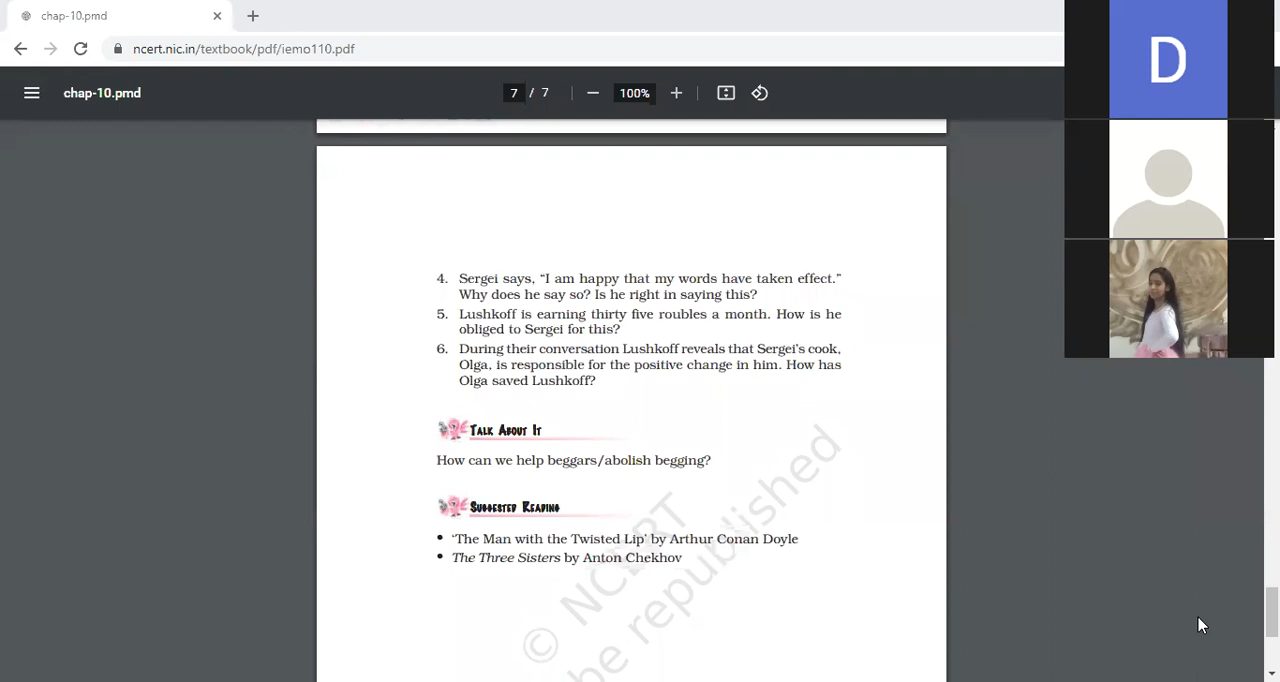 chap-10.pmd
ncert.nic.in/textbook/pdf/iemo110.pdf
chap-10.pmd
7 / 7
100%
D
4. Sergei says, “I am happy that my words have taken effect.”
Why does he say so? Is he right in saying this?
5. Lushkoff is earning thirty five roubles a month. How is he
obliged to Sergei for this?
6. During their conversation Lushkoff reveals that Sergei’s cook,
Olga, is responsible for the positive change in him. How has
Olga saved Lushkoff?
TALK ABOUT IT
How can we help beggars/abolish begging?
SUGGESTED READING
• ‘The Man with the Twisted Lip’ by Arthur Conan Doyle
• The Three Sisters by Anton Chekhov
© NCERT
be republished